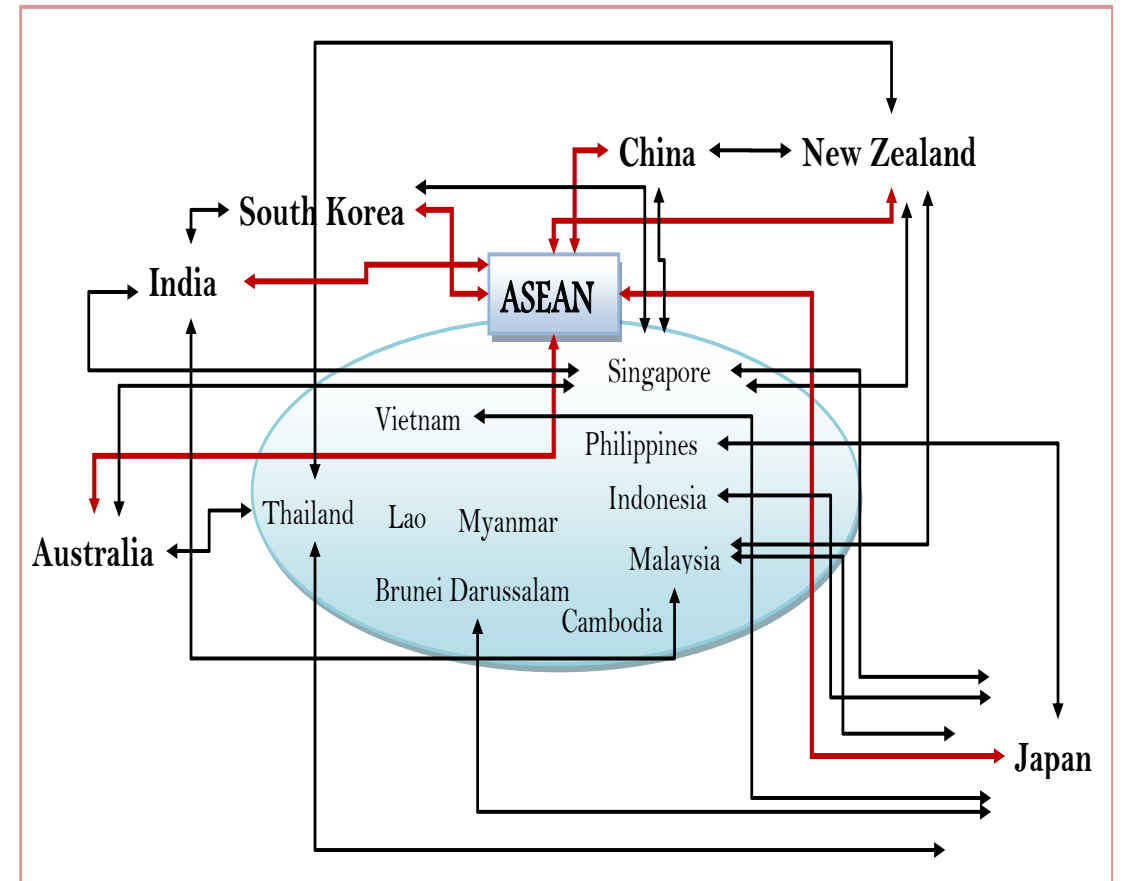 China
New Zealand
South Korea
India
ASEAN
Singapore
Vietnam
Philippines
Indonesia
Thailand
Lao
Myanmar
Australia
Malaysia
Brunei Darussalam
Cambodia
Japan